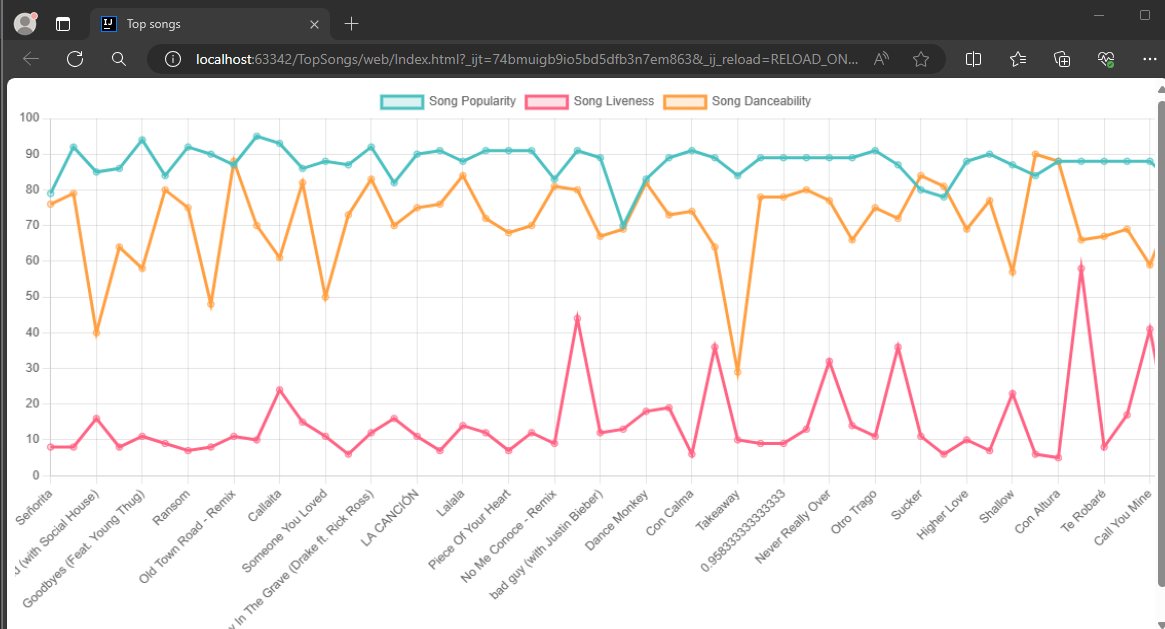 Top songs
localhost:63342/TopSongs/web/Index.html?_ijt=74bmuigb9io5bd5dfb3n7em863&_ij_reload=RELOAD_ON...
Song Popularity Song Liveness Song Danceability
100
90
80
70
60
50
40
30
20
10
0
Señorita
d (with Social House)
Goodbyes (Feat. Young Thug)
Ransom
Old Town Road - Remix
Callaita
Someone You Loved
y In The Grave (Drake ft. Rick Ross)
LA CANCIÓN
Lalala
Piece Of Your Heart
No Me Conoce - Remix
bad guy (with Justin Bieber)
Dance Monkey
Con Calma
Takeaway
0.958333333333333
Never Really Over
Otro Trago
Sucker
Higher Love
Shallow
Con Altura
Te Robaré
Call You Mine